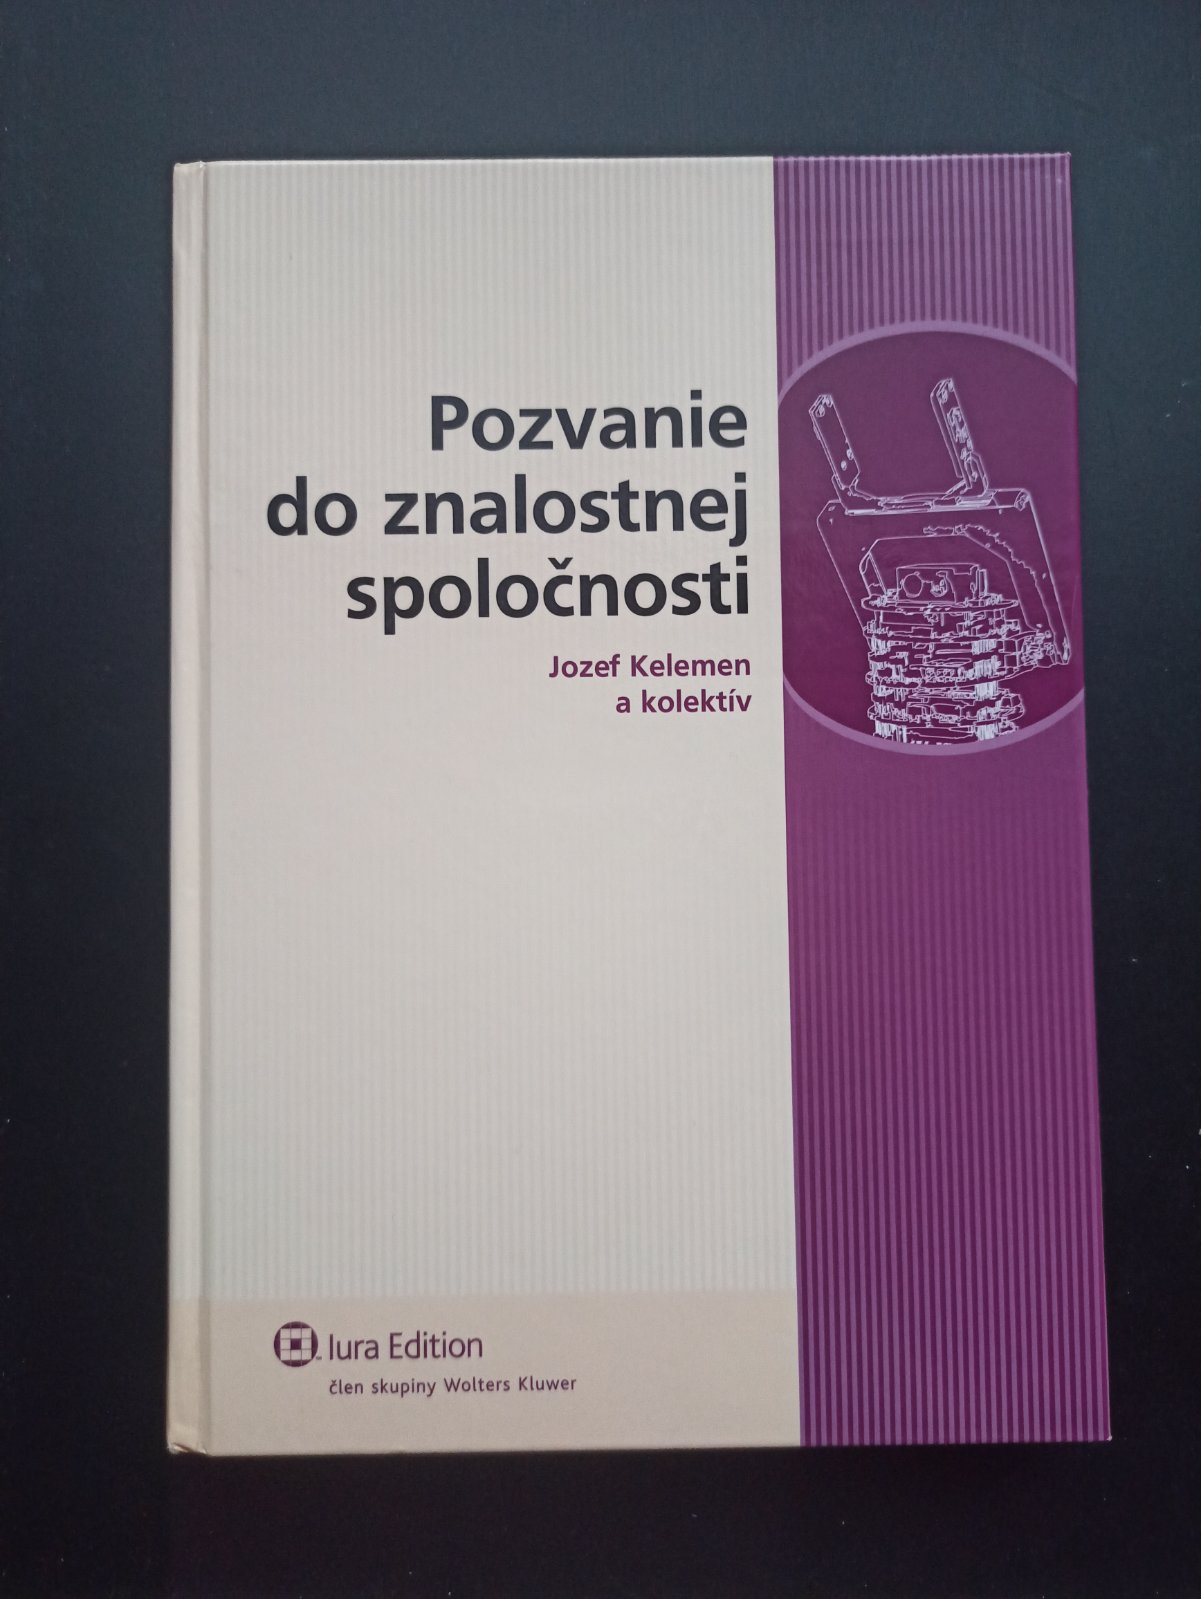 Pozvanie
do znalostnej
spoločnosti
Jozef Kelemen
a kolektív
Iura Edition
člen skupiny Wolters Kluwer